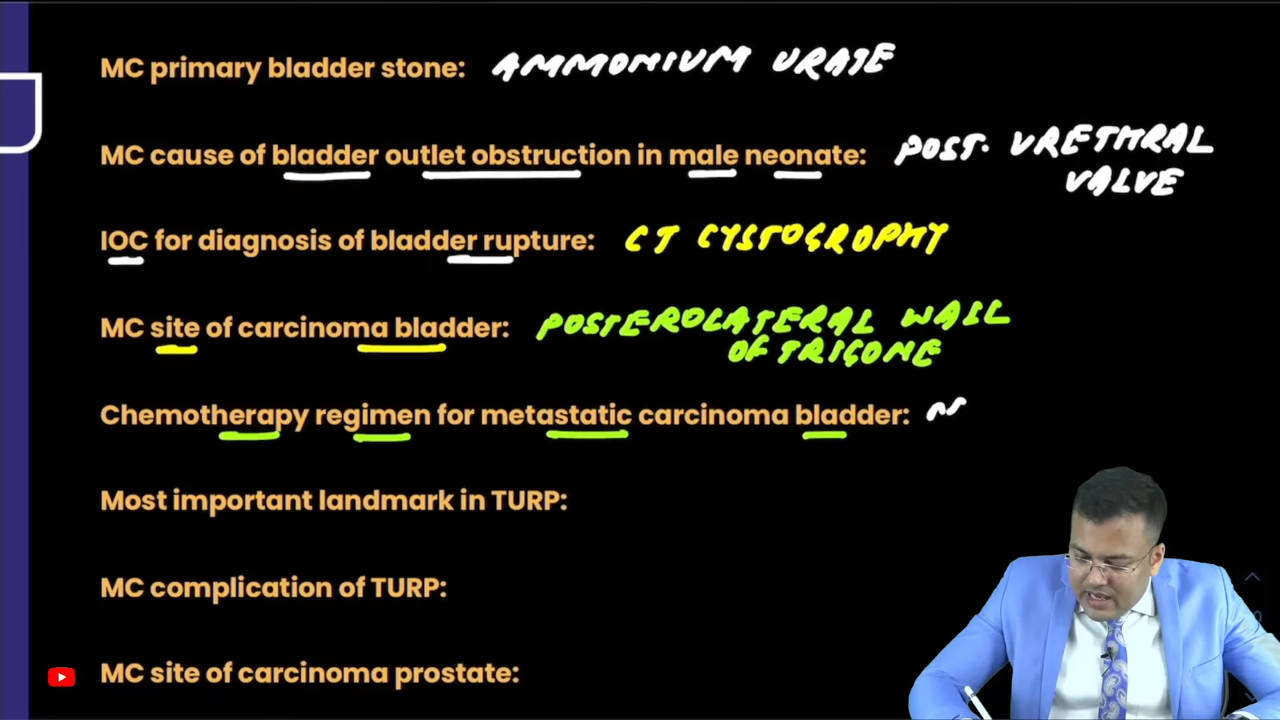 MC primary bladder stone: AMMONIUM URATE
MC cause of bladder outlet obstruction in male neonate: POST. URETHRAL
VALVE
IOC for diagnosis of bladder rupture: CT CYSTOGROPHY
MC site of carcinoma bladder: POSTEROLATERAL WALL
OF TRIGONE
Chemotherapy regimen for metastatic carcinoma bladder:
Most important landmark in TURP:
MC complication of TURP:
MC site of carcinoma prostate: